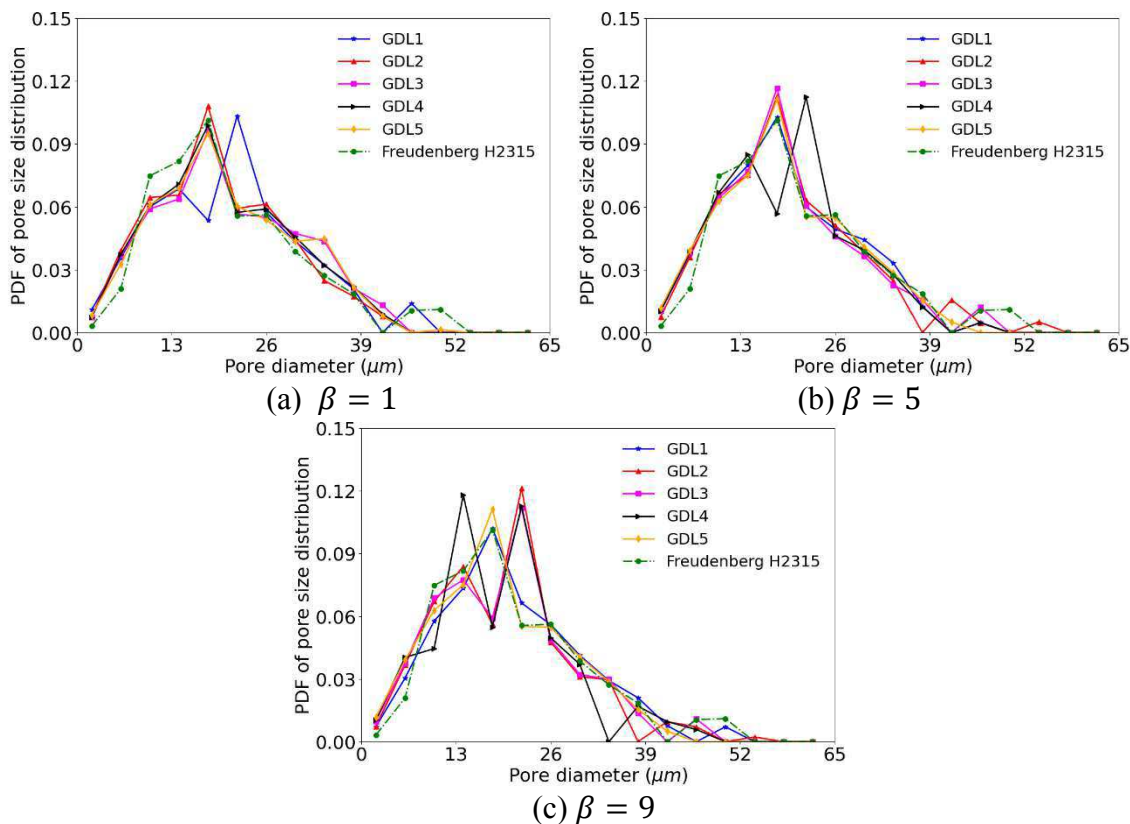 PDF of pore size distribution
0.15
0.12
0.09
0.06
0.03
0.00
GDL1
GDL2
GDL3
GDL4
GDL5
Freudenberg H2315
0 13 26 39 52 65
Pore diameter (μm)
(a) β = 1
PDF of pore size distribution
0.15
0.12
0.09
0.06
0.03
0.00
GDL1
GDL2
GDL3
GDL4
GDL5
Freudenberg H2315
0 13 26 39 52 65
Pore diameter (μm)
(b) β = 5
PDF of pore size distribution
0.15
0.12
0.09
0.06
0.03
0.00
GDL1
GDL2
GDL3
GDL4
GDL5
Freudenberg H2315
0 13 26 39 52 65
Pore diameter (μm)
(c) β = 9